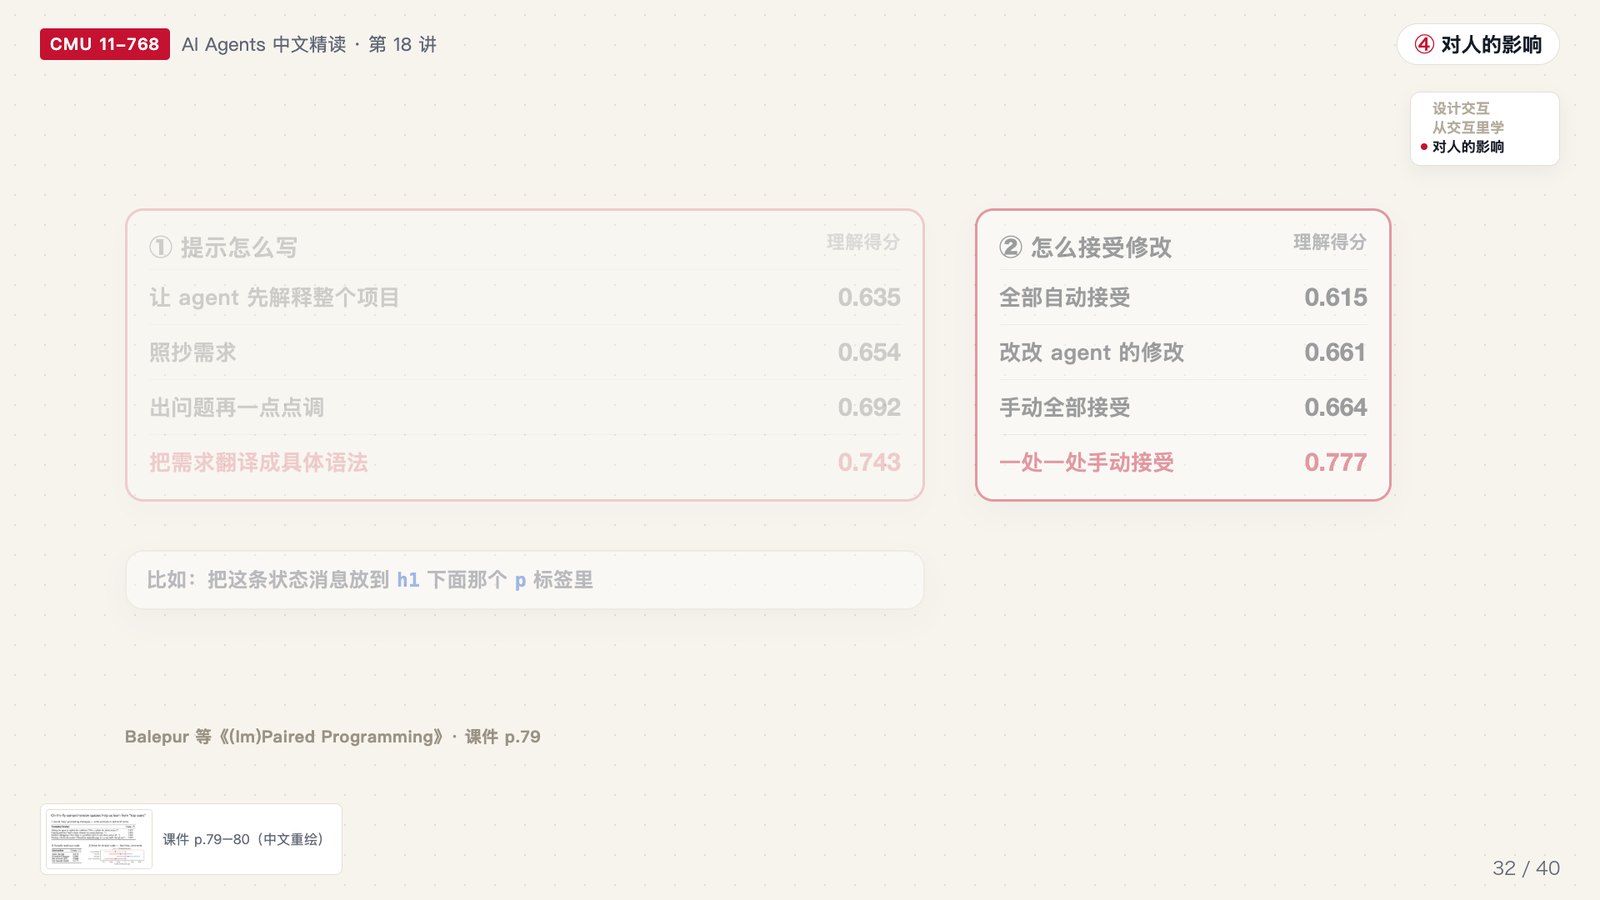 CMU 11-768 AI Agents 中文精读 · 第 18 讲
④ 对人的影响
设计交互
从交互里学
对人的影响
① 提示怎么写 理解得分
让 agent 先解释整个项目 0.635
照抄需求 0.654
出问题再一点点调 0.692
把需求翻译成具体语法 0.743
② 怎么接受修改 理解得分
全部自动接受 0.615
改改 agent 的修改 0.661
手动全部接受 0.664
一处一处手动接受 0.777
比如：把这条状态消息放到 h1 下面那个 p 标签里
Balepur 等《(Im)Paired Programming》· 课件 p.79
课件 p.79–80（中文重绘）
32 / 40